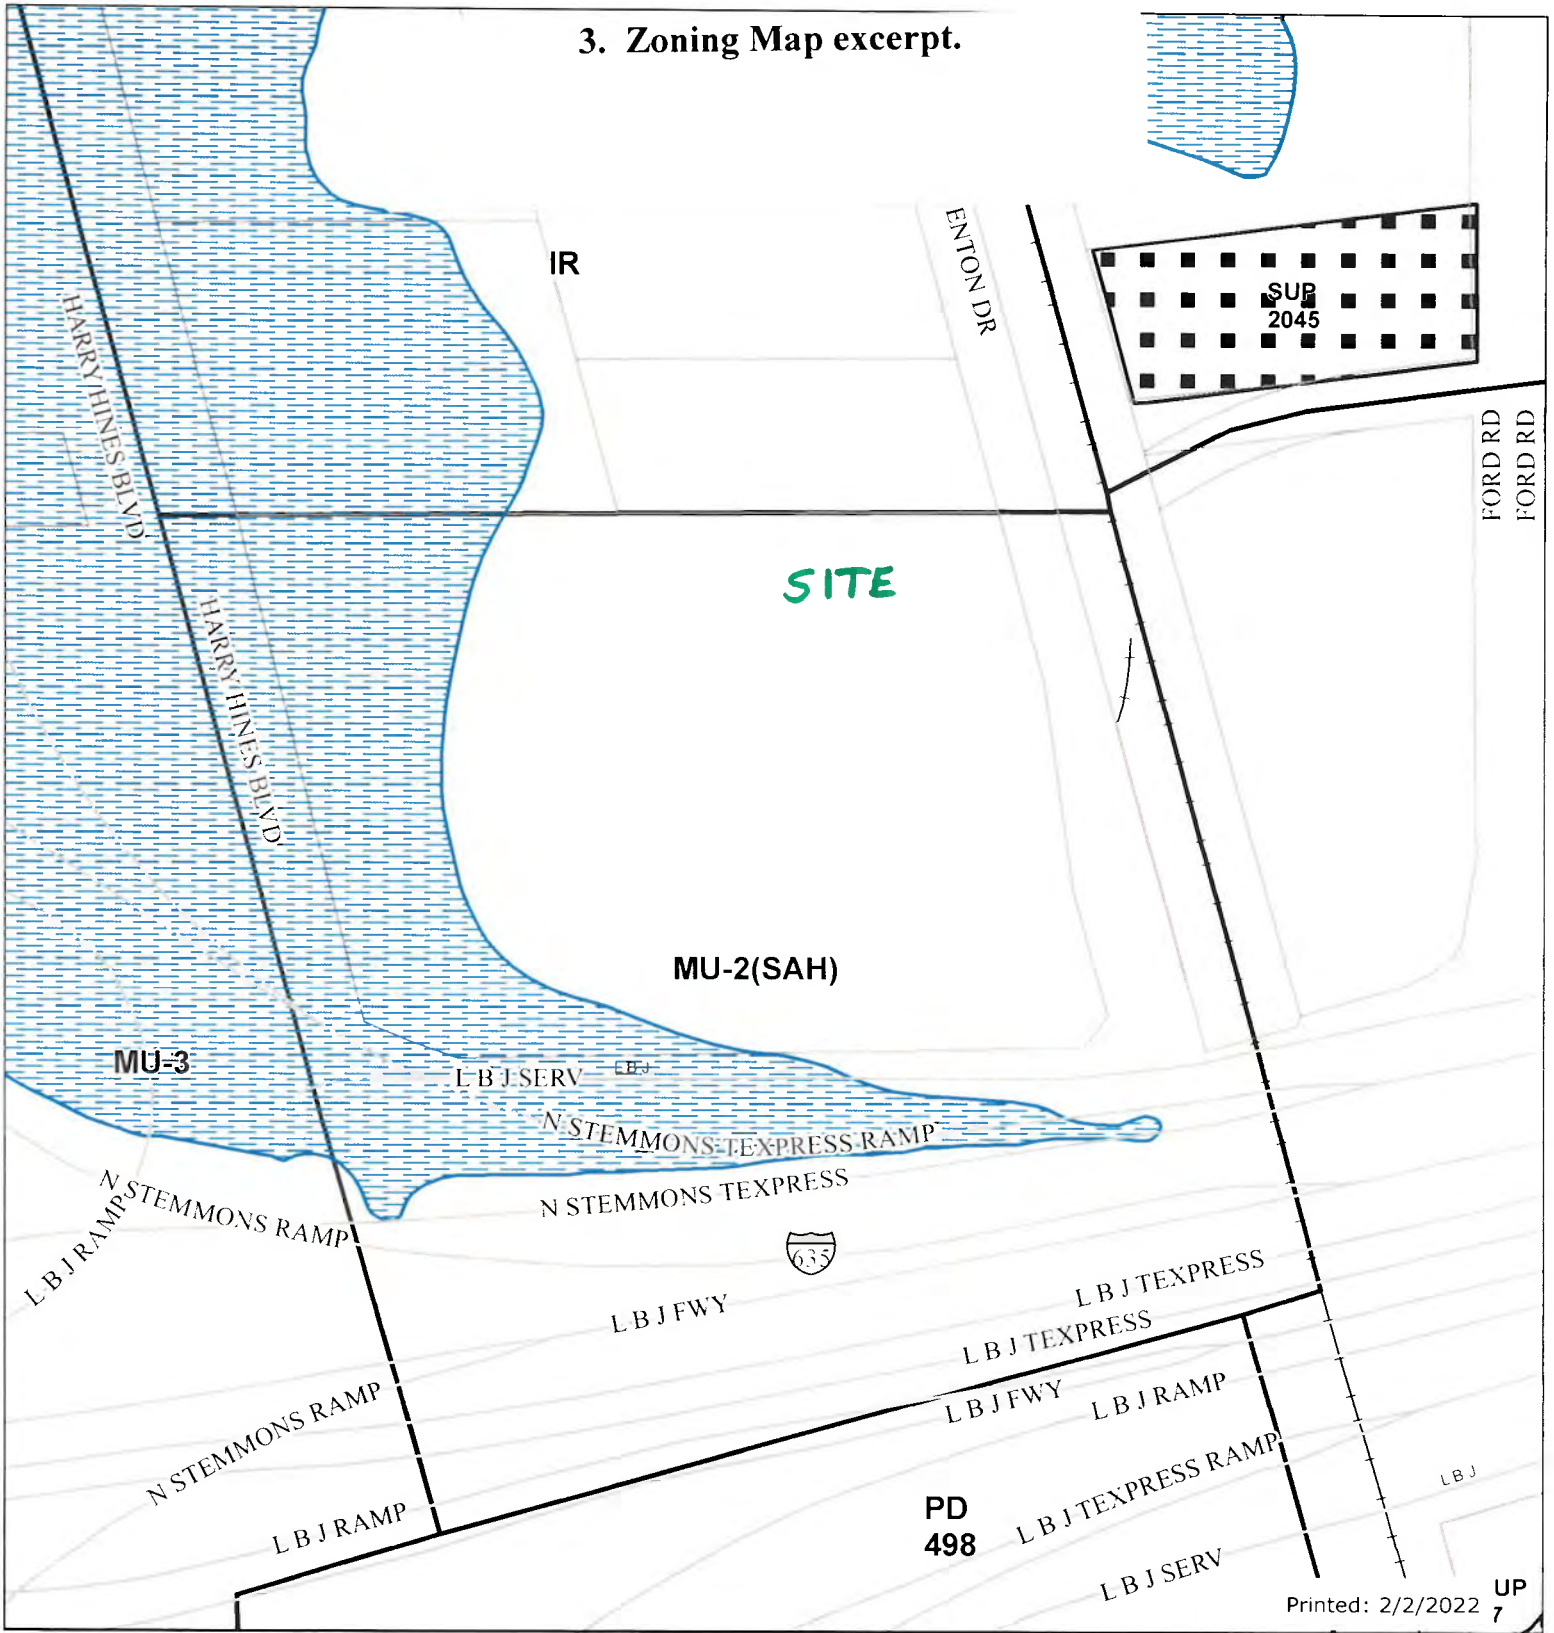 3. Zoning Map excerpt.
IR
ENTON DR
SUP
2045
HARRY HINES BLVD
FORD RD
FORD RD
SITE
HARRY HINES BLVD
MU-2(SAH)
MU-3
L B J SERV
L B J
N STEMMONS TEXPRESS RAMP
N STEMMONS TEXPRESS
N STEMMONS RAMP
L B J RAMP
635
L B J FWY
L B J TEXPRESS
L B J TEXPRESS
L B J FWY
L B J RAMP
N STEMMONS RAMP
L B J RAMP
PD
498
L B J TEXPRESS RAMP
L B J
L B J SERV
Printed: 2/2/2022
UP
7